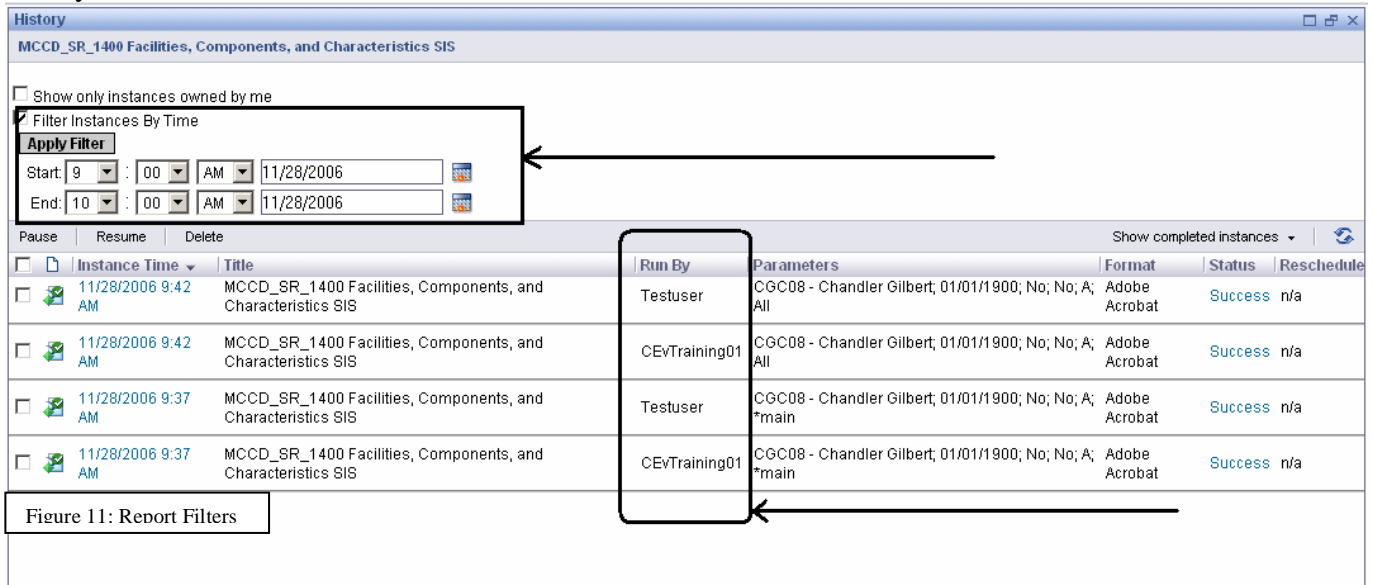 History
MCCD_SR_1400 Facilities, Components, and Characteristics SIS
Show only instances owned by me
Filter Instances By Time
Apply Filter
Start: 9 : 00 AM 11/28/2006
End: 10 : 00 AM 11/28/2006
Pause Resume Delete Show completed instances
Instance Time Title Run By Parameters Format Status Reschedule
11/28/2006 9:42 MCCD_SR_1400 Facilities, Components, and Testuser CGC08 - Chandler Gilbert; 01/01/1900; No; No; A; Adobe Success n/a
AM Characteristics SIS All Acrobat
11/28/2006 9:42 MCCD_SR_1400 Facilities, Components, and CEvTraining01 CGC08 - Chandler Gilbert; 01/01/1900; No; No; A; Adobe Success n/a
AM Characteristics SIS All Acrobat
11/28/2006 9:37 MCCD_SR_1400 Facilities, Components, and Testuser CGC08 - Chandler Gilbert; 01/01/1900; No; No; A; Adobe Success n/a
AM Characteristics SIS *main Acrobat
11/28/2006 9:37 MCCD_SR_1400 Facilities, Components, and CEvTraining01 CGC08 - Chandler Gilbert; 01/01/1900; No; No; A; Adobe Success n/a
AM Characteristics SIS *main Acrobat
Figure 11: Report Filters